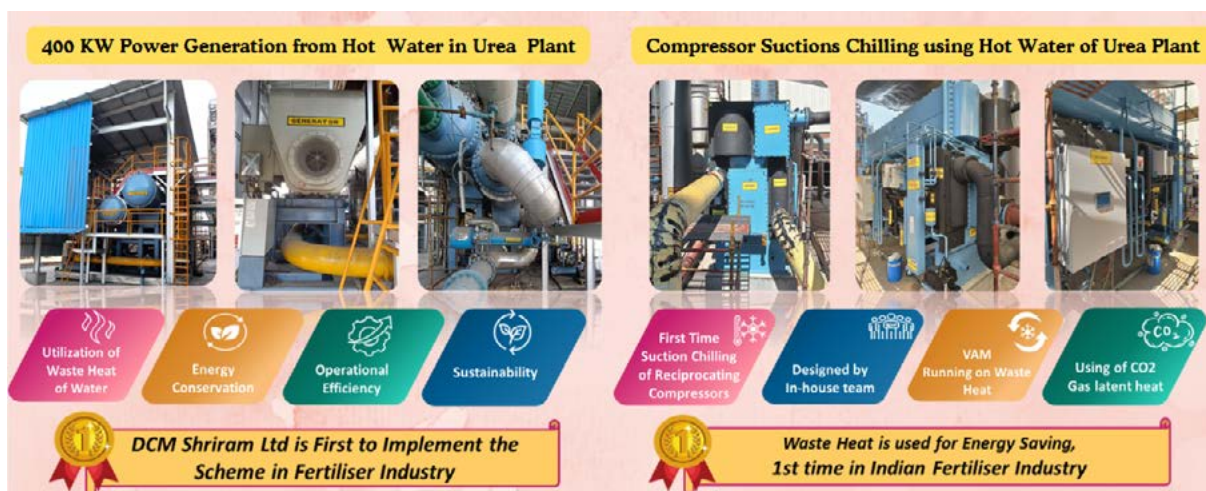 400 KW Power Generation from Hot Water in Urea Plant
GENERATOR
Utilization of
Waste Heat
of Water
Energy
Conservation
Operational
Efficiency
Sustainability
DCM Shriram Ltd is First to Implement the
Scheme in Fertiliser Industry
Compressor Suctions Chilling using Hot Water of Urea Plant
First Time
Suction Chilling
of Reciprocating
Compressors
Designed by
In-house team
VAM
Running on Waste
Heat
CO2
Using of CO2
Gas latent heat
Waste Heat is used for Energy Saving,
1st time in Indian Fertiliser Industry